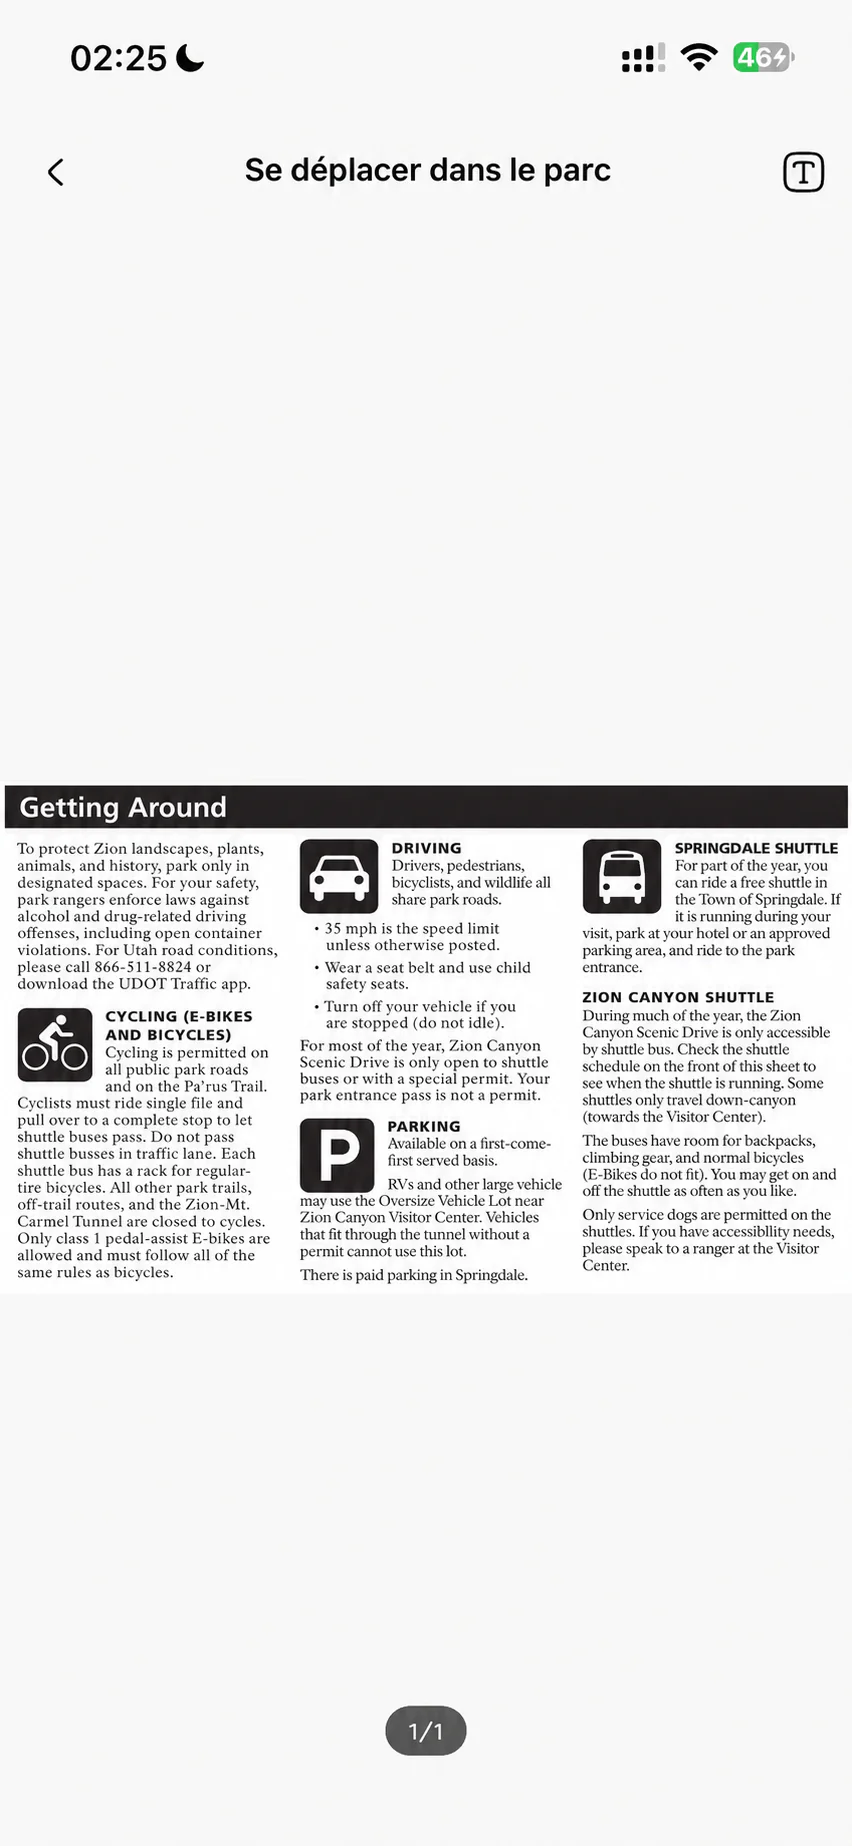 02:25
46
Se déplacer dans le parc
T
Getting Around
To protect Zion landscapes, plants,
animals, and history, park only in
designated spaces. For your safety,
park rangers enforce laws against
alcohol and drug-related driving
offenses, including open container
violations. For Utah road conditions,
please call 866-511-8824 or
download the UDOT Traffic app.
CYCLING (E-BIKES
AND BICYCLES)
Cycling is permitted on
all public park roads
and on the Pa'rus Trail.
Cyclists must ride single file and
pull over to a complete stop to let
shuttle buses pass. Do not pass
shuttle busses in traffic lane. Each
shuttle bus has a rack for regular-
tire bicycles. All other park trails,
off-trail routes, and the Zion-Mt.
Carmel Tunnel are closed to cycles.
Only class 1 pedal-assist E-bikes are
allowed and must follow all of the
same rules as bicycles.
DRIVING
Drivers, pedestrians,
bicyclists, and wildlife all
share park roads.
• 35 mph is the speed limit
unless otherwise posted.
• Wear a seat belt and use child
safety seats.
• Turn off your vehicle if you
are stopped (do not idle).
For most of the year, Zion Canyon
Scenic Drive is only open to shuttle
buses or with a special permit. Your
park entrance pass is not a permit.
P
PARKING
Available on a first-come-
first served basis.
RVs and other large vehicle
may use the Oversize Vehicle Lot near
Zion Canyon Visitor Center. Vehicles
that fit through the tunnel without a
permit cannot use this lot.
There is paid parking in Springdale.
SPRINGDALE SHUTTLE
For part of the year, you
can ride a free shuttle in
the Town of Springdale. If
it is running during your
visit, park at your hotel or an approved
parking area, and ride to the park
entrance.
ZION CANYON SHUTTLE
During much of the year, the Zion
Canyon Scenic Drive is only accessible
by shuttle bus. Check the shuttle
schedule on the front of this sheet to
see when the shuttle is running. Some
shuttles only travel down-canyon
(towards the Visitor Center).
The buses have room for backpacks,
climbing gear, and normal bicycles
(E-Bikes do not fit). You may get on and
off the shuttle as often as you like.
Only service dogs are permitted on the
shuttles. If you have accessibllity needs,
please speak to a ranger at the Visitor
Center.
1/1